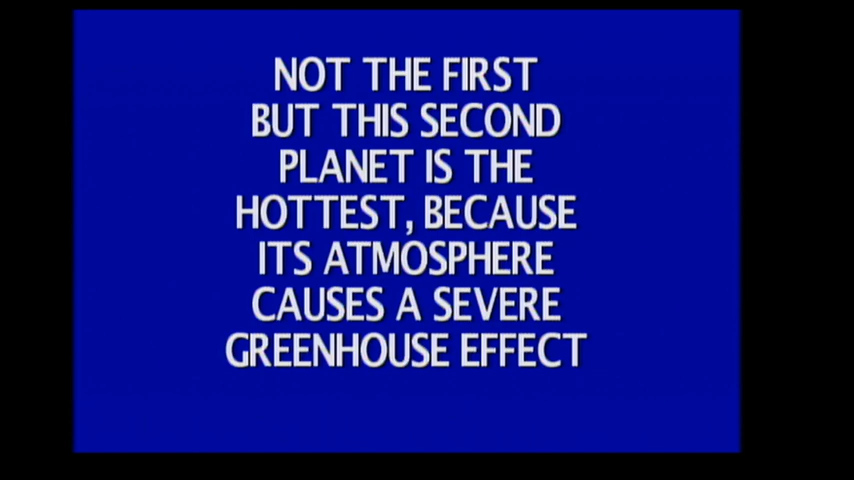 NOT THE FIRST
BUT THIS SECOND
PLANET IS THE
HOTTEST, BECAUSE
ITS ATMOSPHERE
CAUSES A SEVERE
GREENHOUSE EFFECT